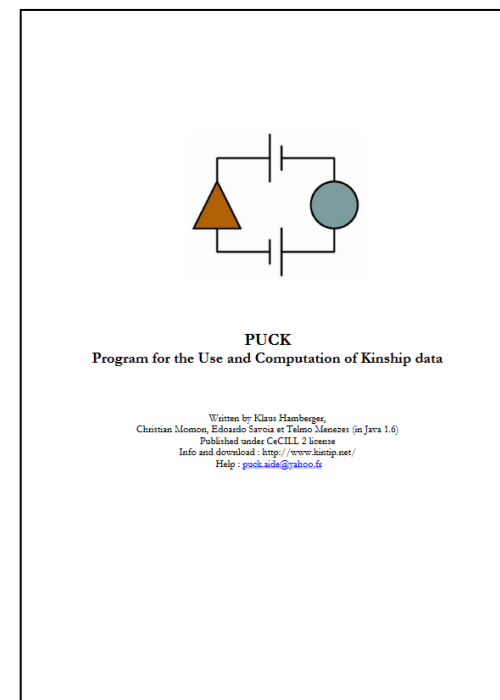 PUCK
Program for the Use and Computation of Kinship data
Written by Klaus Hamberger,
Christian Momon, Edoardo Savoia et Telmo Menezes (in Java 1.6)
Published under CeCILL 2 license
Info and download : http://www.kintip.net/
Help : puck.aide@yahoo.fr